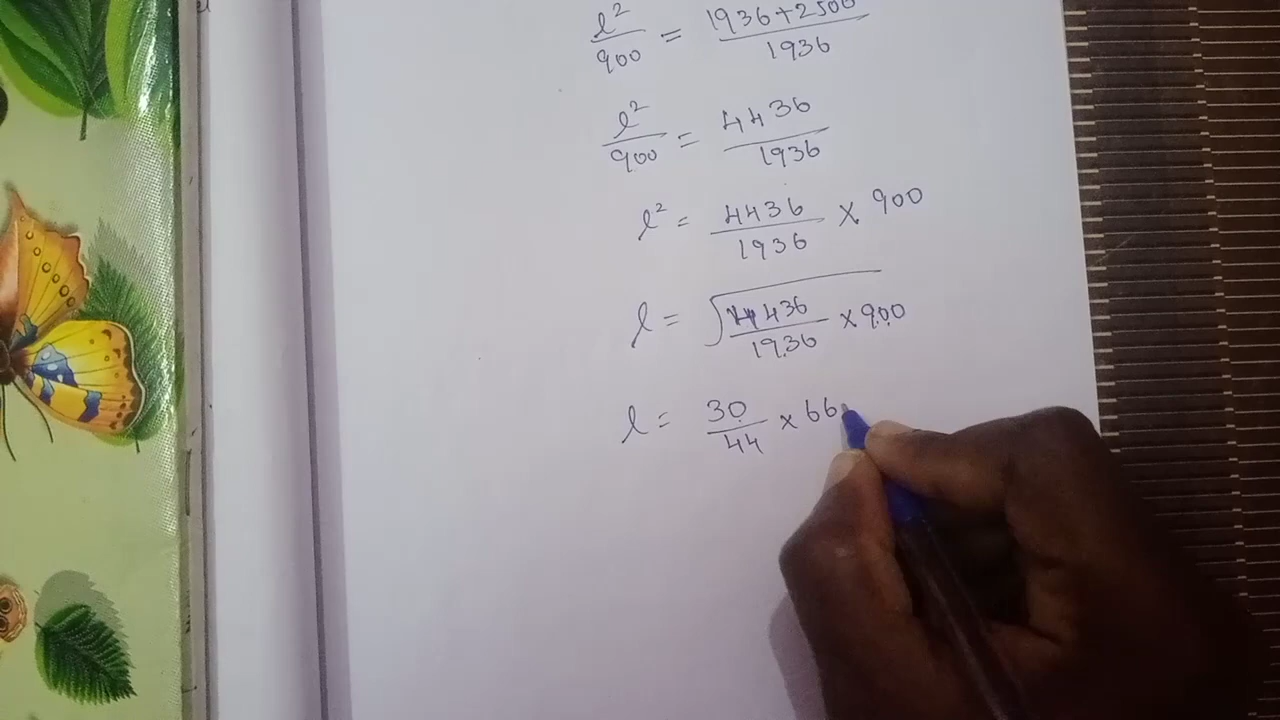 l²/900 = 1936+2500/1936
l²/900 = 4436/1936
l² = 4436/1936 × 900
l = √4436/1936 × 900
l = 30/44 × 66